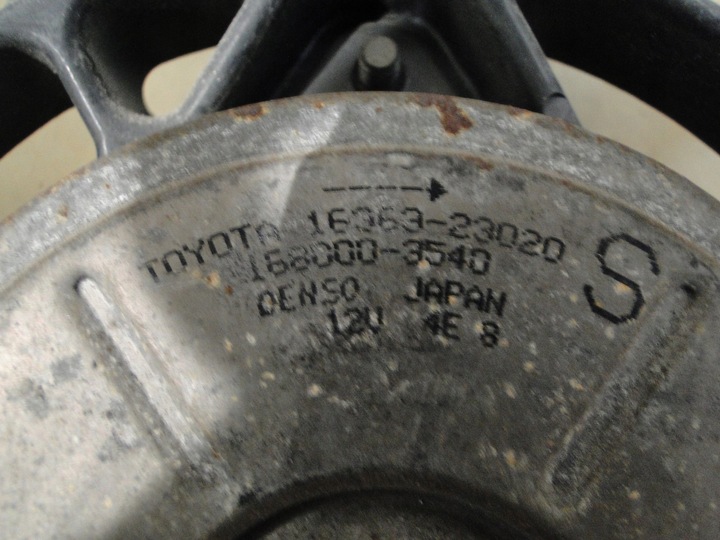 TOYOTA 16363-23020
168000-3540
DENSO JAPAN
12V 4E 8
S